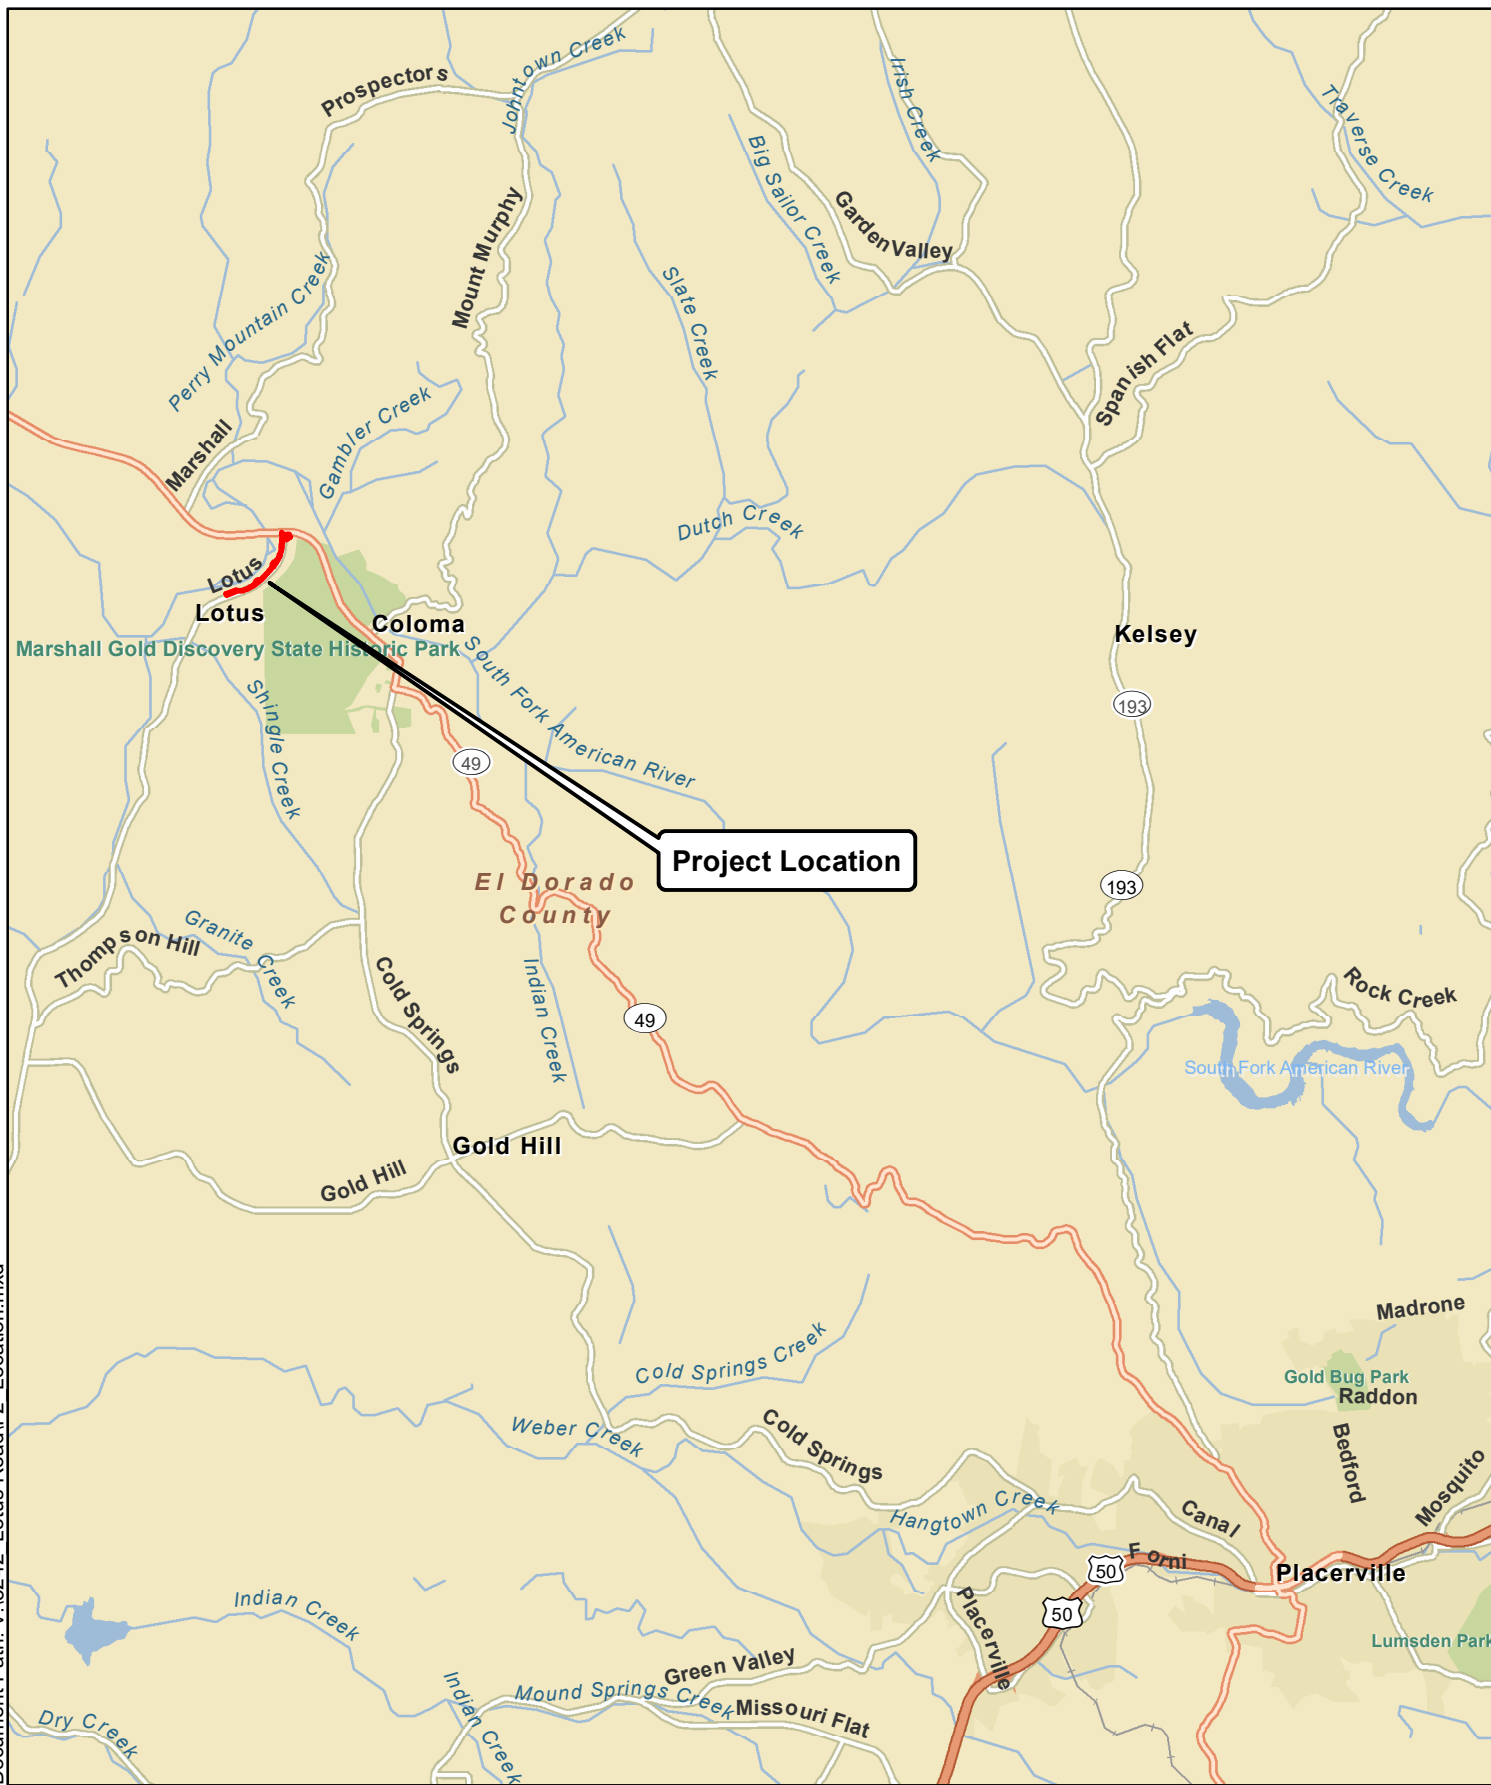 Johntown Creek
Prospectors
Irish Creek
Traverse Creek
Big Sailor Creek
Mount Murphy
GardenValley
Perry Mountain Creek
Slate Creek
Spanish Flat
Gambler Creek
Marshall
Dutch Creek
Lotus
Lotus
Coloma
Kelsey
Marshall Gold Discovery State Historic Park
South Fork American River
Shingle Creek
193
49
Project Location
El Dorado
County
193
Granite Creek
Thompson Hill
Cold Springs
Indian Creek
Rock Creek
49
South Fork American River
Gold Hill
Gold Hill
Madrone
Cold Springs Creek
Gold Bug Park
Raddon
Weber Creek
Cold Springs
Bedford
Mosquito
Hangtown Creek
Canal
Forni
50
Placerville
50
Indian Creek
Placerville
Lumsden Park
Green Valley
Indian Creek
Mound Springs Creek
Missouri Flat
Dry Creek